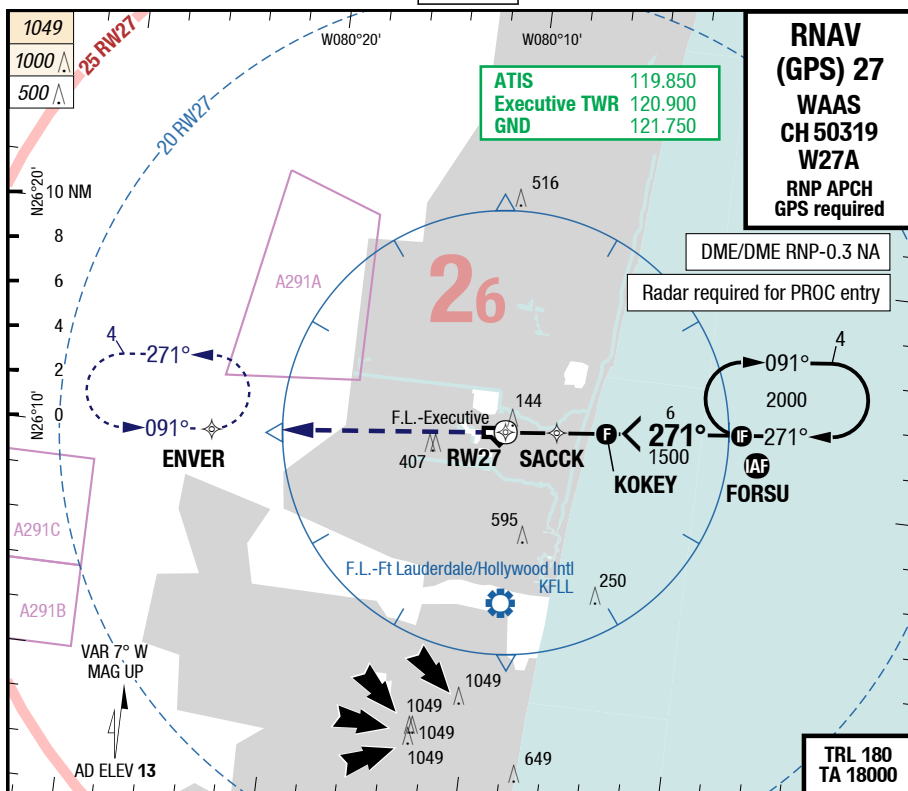 1049
1000
500
25 RW27
20 RW27
W080°20'
W080°10'
ATIS 119.850
Executive TWR 120.900
GND 121.750
RNAV
(GPS) 27
WAAS
CH 50319
W27A
RNP APCH
GPS required
DME/DME RNP-0.3 NA
Radar required for PROC entry
N26°20'
10 NM
8
6
4
2
0
N26°10'
A291A
516
26
4
271°
091°
ENVER
F.L.-Executive
144
407
RW27
SACCK
F
KOKEY
6
271°
1500
4
091°
2000
271°
IF
IAF
FORSU
A291C
A291B
595
F.L.-Ft Lauderdale/Hollywood Intl
KFLL
250
VAR 7° W
MAG UP
AD ELEV 13
1049
1049
1049
1049
649
TRL 180
TA 18000